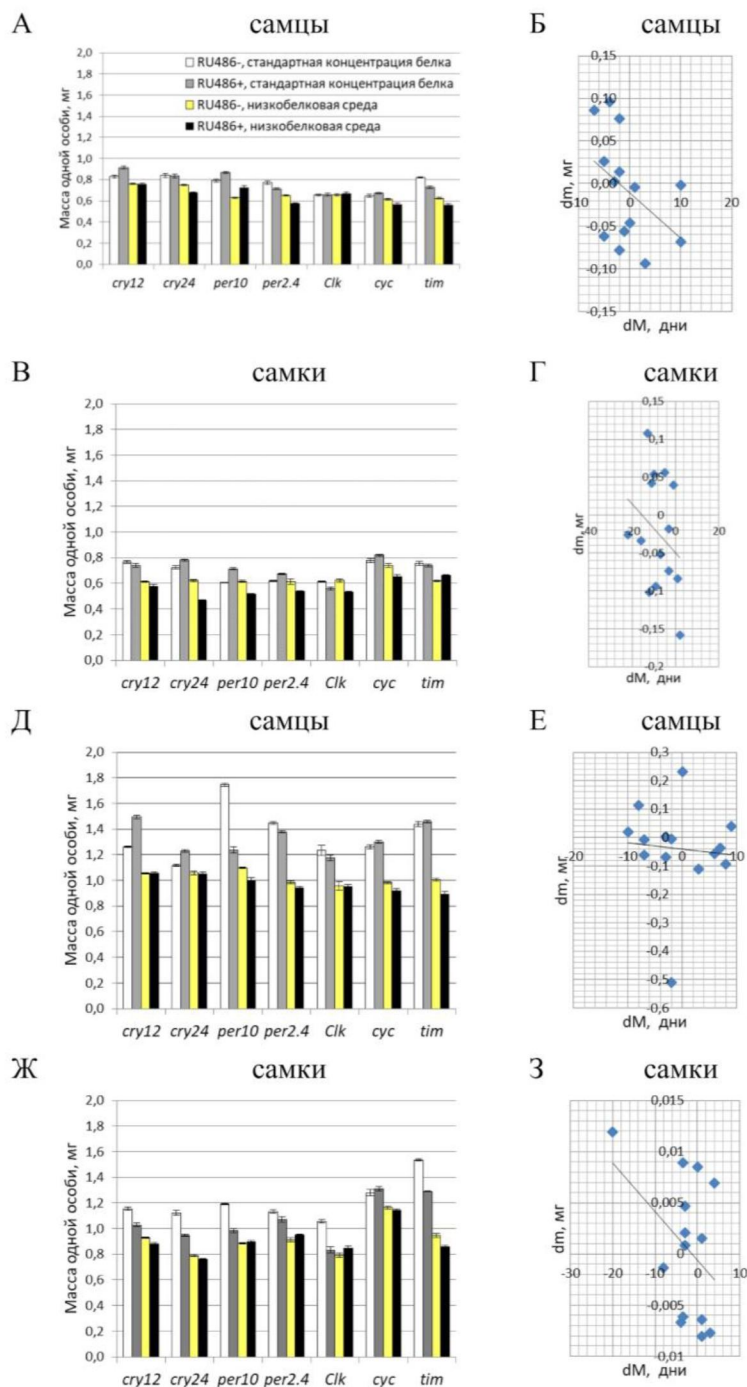 А самцы Б самцы
RU486-, стандартная концентрация белка
RU486+, стандартная концентрация белка
RU486-, низкобелковая среда
RU486+, низкобелковая среда
Масса одной особи, мг
2,0
1,8
1,6
1,4
1,2
1,0
0,8
0,6
0,4
0,2
0,0
cry12 cry24 per10 per2.4 Clk cyc tim
dm, мг
0,15
0,10
0,05
0,00
-10 0 10 20
-0,05
-0,10
-0,15
dM, дни
В самки Г самки
Масса одной особи, мг
2,0
1,8
1,6
1,4
1,2
1,0
0,8
0,6
0,4
0,2
0,0
cry12 cry24 per10 per2.4 Clk cyc tim
dm, мг
0,15
0,1
0,05
0
40 20 0 20
-0,05
-0,1
-0,15
-0,2
dM, дни
Д самцы Е самцы
Масса одной особи, мг
2,0
1,8
1,6
1,4
1,2
1,0
0,8
0,6
0,4
0,2
0,0
cry12 cry24 per10 per2.4 Clk cyc tim
dm, мг
0,3
0,2
0,1
0
-20 -10 0 10
-0,1
-0,2
-0,3
-0,4
-0,5
-0,6
dM, дни
Ж самки З самки
Масса одной особи, мг
2,0
1,8
1,6
1,4
1,2
1,0
0,8
0,6
0,4
0,2
0,0
cry12 cry24 per10 per2.4 Clk cyc tim
dm, мг
0,015
0,01
0,005
0
-30 -20 -10 0 10
-0,005
-0,01
dM, дни